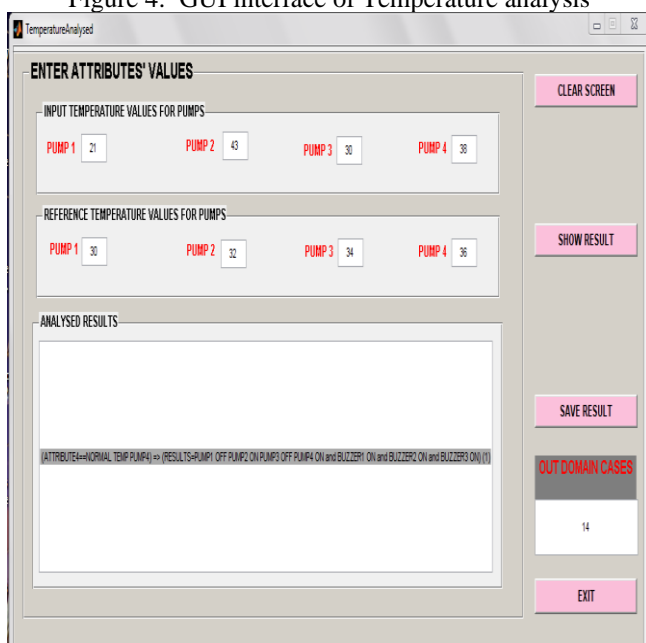 Figure 4: GUI interface of Temperature analysis
TemperatureAnalysed
ENTER ATTRIBUTES' VALUES
CLEAR SCREEN
INPUT TEMPERATURE VALUES FOR PUMPS
PUMP 1 21 PUMP 2 43 PUMP 3 30 PUMP 4 38
REFERENCE TEMPERATURE VALUES FOR PUMPS
PUMP 1 30 PUMP 2 32 PUMP 3 34 PUMP 4 36
SHOW RESULT
ANALYSED RESULTS
(ATTRIBUTE4==NORMAL TEMP PUMP4) => (RESULTS=PUMP1 OFF PUMP2 ON PUMP3 OFF PUMP4 ON and BUZZER1 ON and BUZZER2 ON and BUZZER3 ON) (1)
SAVE RESULT
OUT DOMAIN CASES
14
EXIT